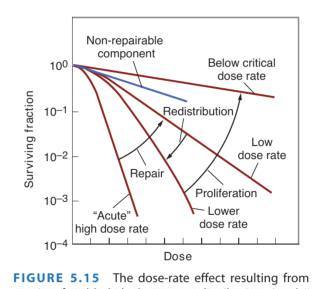 Non-repairable
component
Below critical
dose rate
10⁰
10⁻¹
10⁻²
10⁻³
10⁻⁴
Surviving fraction
Redistribution
Repair
Low
dose rate
Proliferation
"Acute"
high dose rate
Lower
dose rate
Dose
FIGURE 5.15 The dose-rate effect resulting from